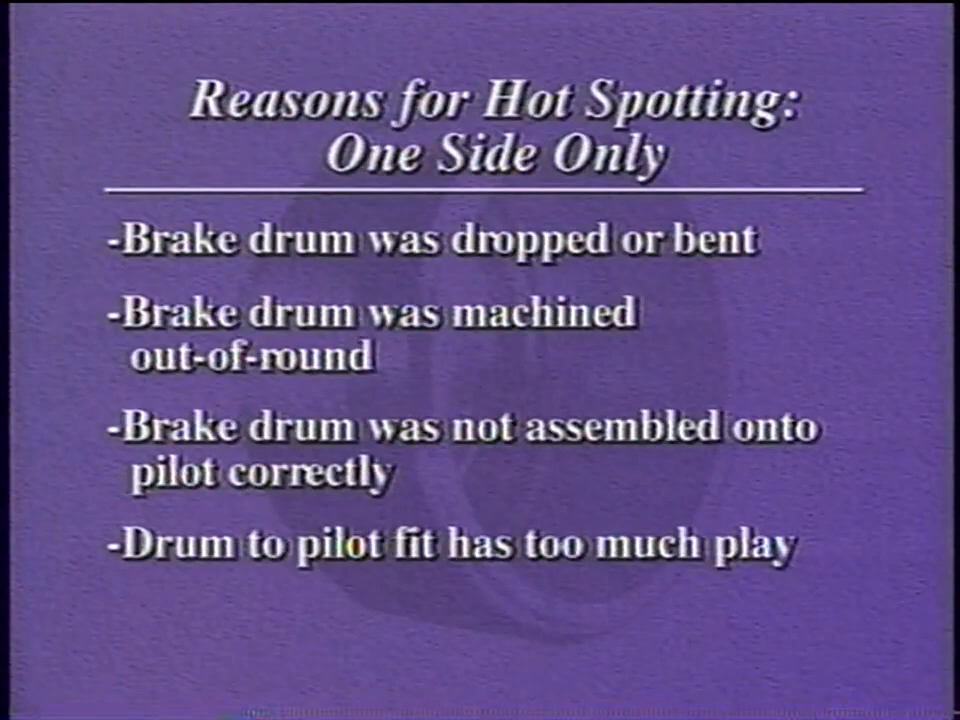 Reasons for Hot Spotting:
One Side Only
-Brake drum was dropped or bent
-Brake drum was machined
out-of-round
-Brake drum was not assembled onto
pilot correctly
-Drum to pilot fit has too much play